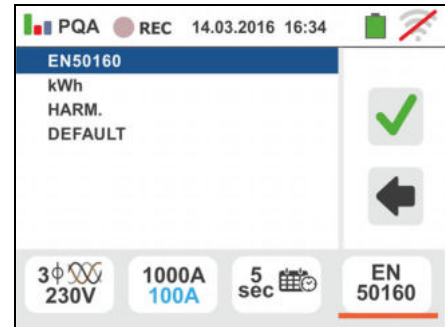 PQA REC 14.03.2016 16:34
EN50160
kWh
HARM.
DEFAULT
3ϕ 230V
1000A
100A
5 sec
EN
50160